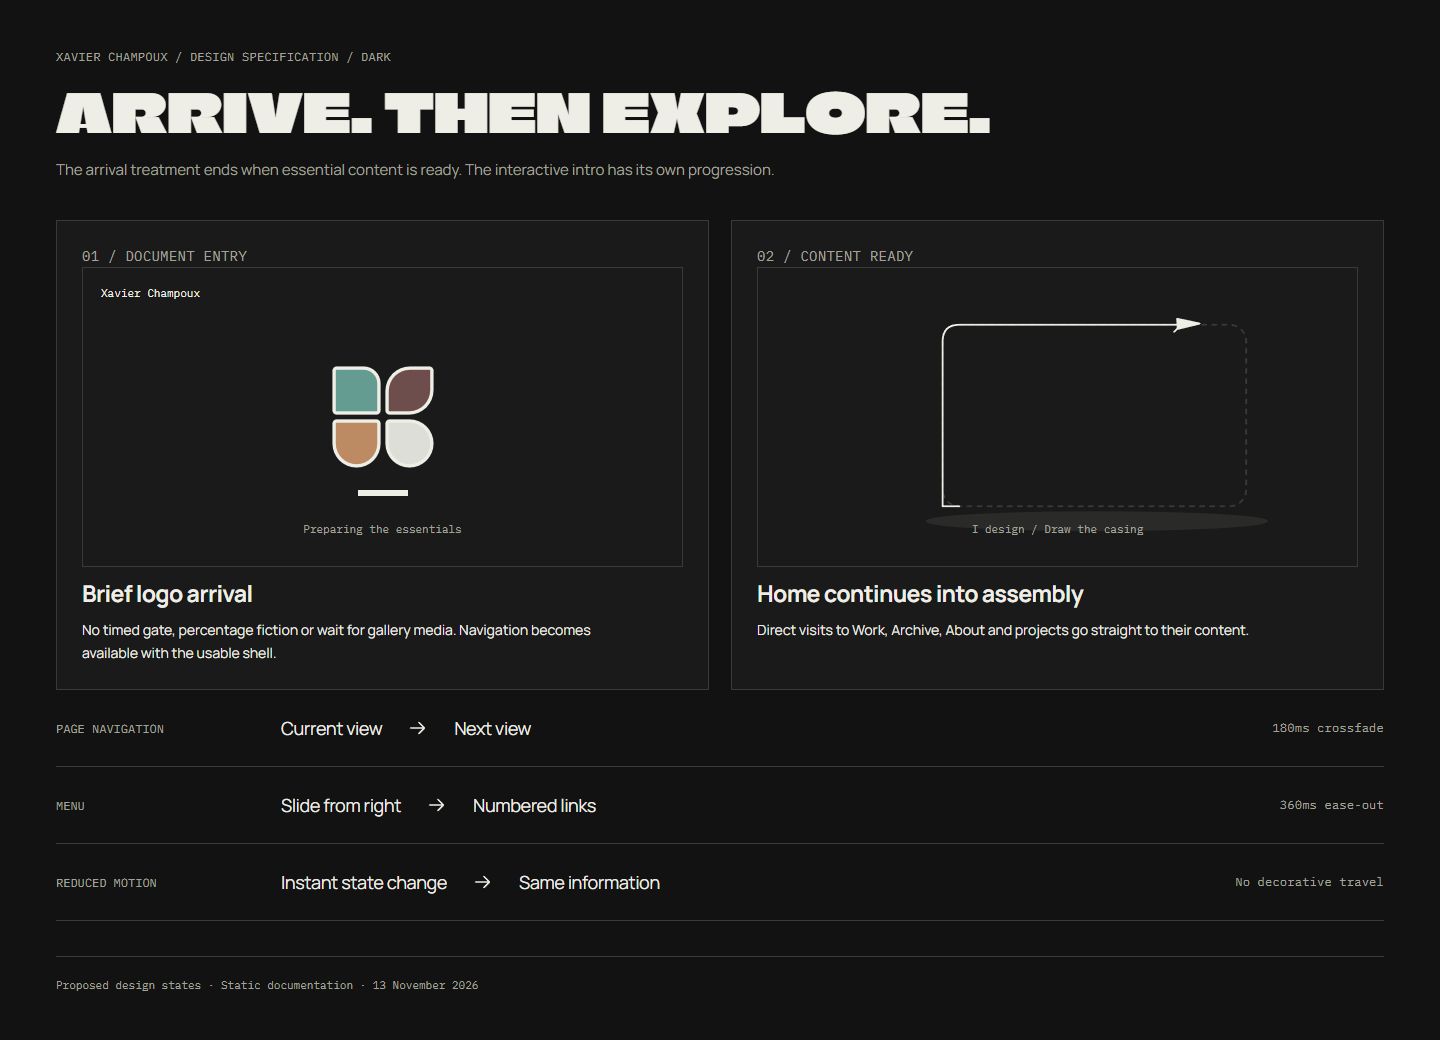 XAVIER CHAMPOUX / DESIGN SPECIFICATION / DARK
ARRIVE. THEN EXPLORE.
The arrival treatment ends when essential content is ready. The interactive intro has its own progression.
01 / DOCUMENT ENTRY
Xavier Champoux
Preparing the essentials
Brief logo arrival
No timed gate, percentage fiction or wait for gallery media. Navigation becomes
available with the usable shell.
02 / CONTENT READY
I design / Draw the casing
Home continues into assembly
Direct visits to Work, Archive, About and projects go straight to their content.
PAGE NAVIGATION Current view → Next view 180ms crossfade
MENU Slide from right → Numbered links 360ms ease-out
REDUCED MOTION Instant state change → Same information No decorative travel
Proposed design states · Static documentation · 13 November 2026